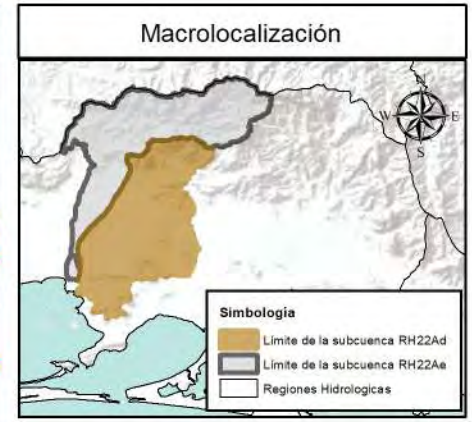 Macrolocalización
N
W E
S
Simbología
Límite de la subcuenca RH22Ad
Límite de la subcuenca RH22Ae
Regiones Hidrologicas